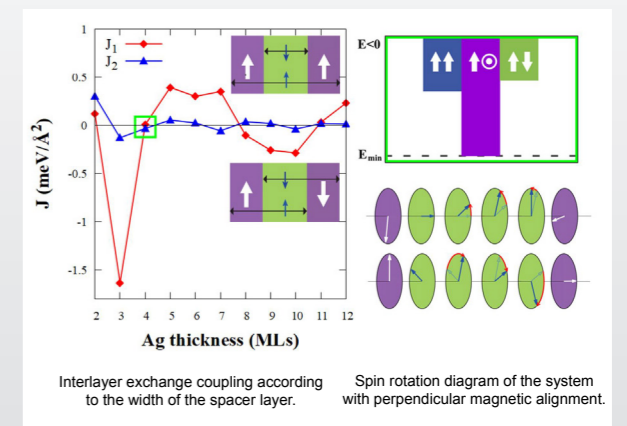 1
J₁
J₂
0.5
0
-0.5
-1
-1.5
J (meV/Å²)
2 3 4 5 6 7 8 9 10 11 12
Ag thickness (MLs)
E<0
Eₘᵢₙ
Interlayer exchange coupling according
to the width of the spacer layer.
Spin rotation diagram of the system
with perpendicular magnetic alignment.